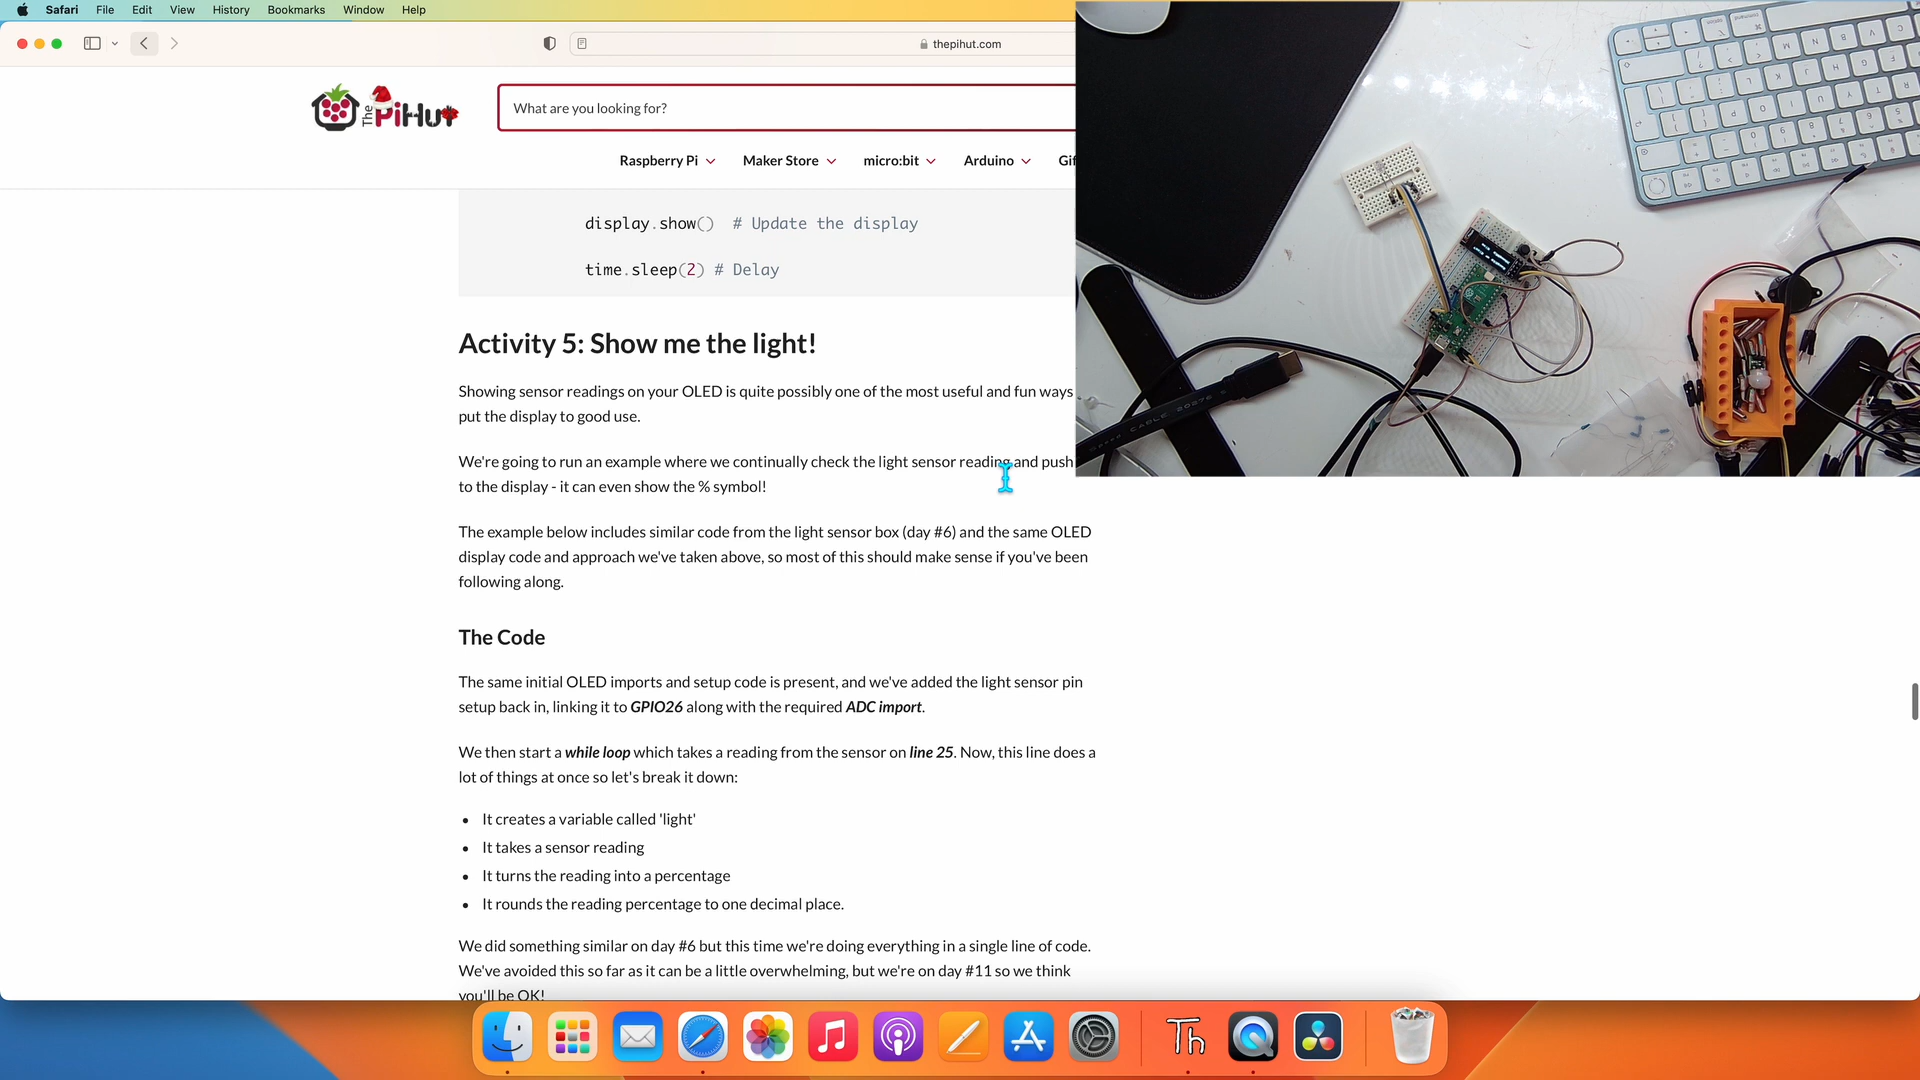 Safari File Edit View History Bookmarks Window Help
thepihut.com
The PiHut
What are you looking for?
Raspberry Pi Maker Store micro:bit Arduino Gif
display.show() # Update the display
time.sleep(2) # Delay
Activity 5: Show me the light!
Showing sensor readings on your OLED is quite possibly one of the most useful and fun ways
put the display to good use.
We're going to run an example where we continually check the light sensor reading and push
to the display - it can even show the % symbol!
The example below includes similar code from the light sensor box (day #6) and the same OLED
display code and approach we've taken above, so most of this should make sense if you've been
following along.
The Code
The same initial OLED imports and setup code is present, and we've added the light sensor pin
setup back in, linking it to GPIO26 along with the required ADC import.
We then start a while loop which takes a reading from the sensor on line 25. Now, this line does a
lot of things at once so let's break it down:
• It creates a variable called 'light'
• It takes a sensor reading
• It turns the reading into a percentage
• It rounds the reading percentage to one decimal place.
We did something similar on day #6 but this time we're doing everything in a single line of code.
We've avoided this so far as it can be a little overwhelming, but we're on day #11 so we think
you'll be OK!
Th